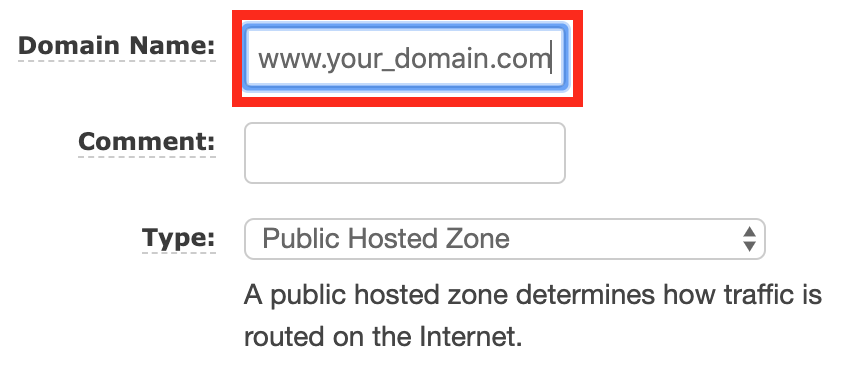 Domain Name: www.your_domain.com
Comment:
Type: Public Hosted Zone
A public hosted zone determines how traffic is
routed on the Internet.